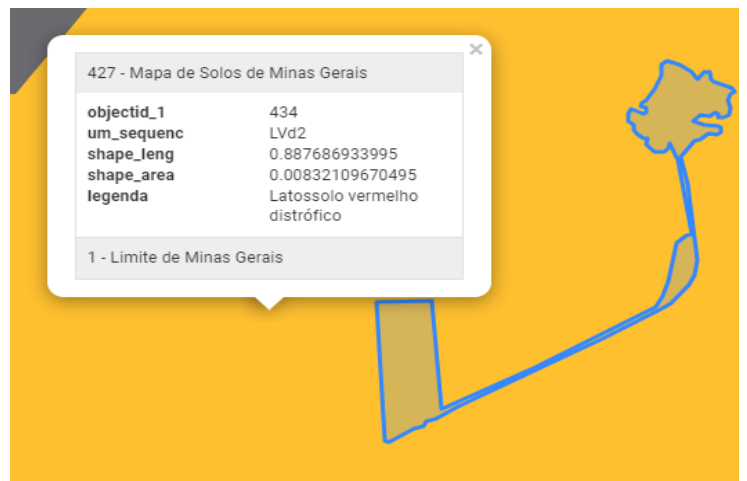 ×
427 - Mapa de Solos de Minas Gerais
objectid_1 434
um_sequenc LVd2
shape_leng 0.887686933995
shape_area 0.00832109670495
legenda Latossolo vermelho
distrófico
1 - Limite de Minas Gerais